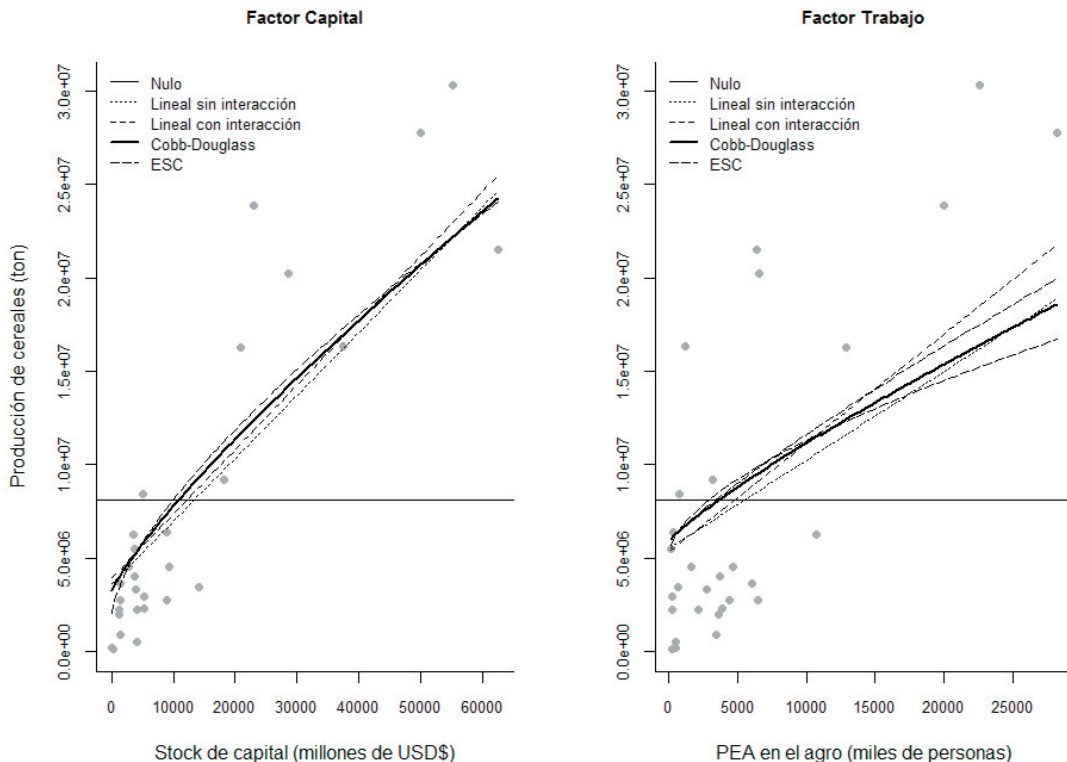 Factor Capital
Nulo
Lineal sin interacción
Lineal con interacción
Cobb-Douglass
ESC
3.0e+07
2.5e+07
2.0e+07
1.5e+07
1.0e+07
5.0e+06
0.0e+00
Producción de cereales (ton)
0 10000 20000 30000 40000 50000 60000
Stock de capital (millones de USD$)
Factor Trabajo
Nulo
Lineal sin interacción
Lineal con interacción
Cobb-Douglass
ESC
3.0e+07
2.5e+07
2.0e+07
1.5e+07
1.0e+07
5.0e+06
0.0e+00
0 5000 10000 15000 20000 25000
PEA en el agro (miles de personas)